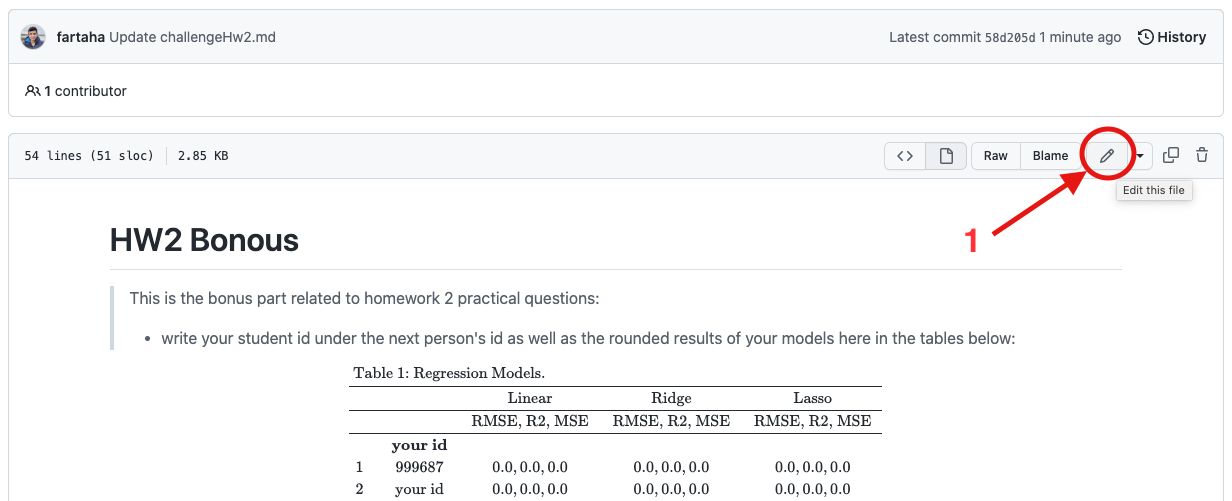 fartaha Update challengeHw2.md
Latest commit 58d205d 1 minute ago History
1 contributor
54 lines (51 sloc) 2.85 KB
Raw Blame
Edit this file
1
HW2 Bonous
This is the bonus part related to homework 2 practical questions:
• write your student id under the next person's id as well as the rounded results of your models here in the tables below:
Table 1: Regression Models.
Linear Ridge Lasso
RMSE, R2, MSE RMSE, R2, MSE RMSE, R2, MSE
your id
1 999687 0.0, 0.0, 0.0 0.0, 0.0, 0.0 0.0, 0.0, 0.0
2 your id 0.0, 0.0, 0.0 0.0, 0.0, 0.0 0.0, 0.0, 0.0